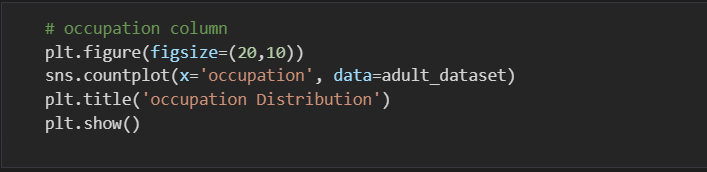 # occupation column
plt.figure(figsize=(20,10))
sns.countplot(x='occupation', data=adult_dataset)
plt.title('occupation Distribution')
plt.show()